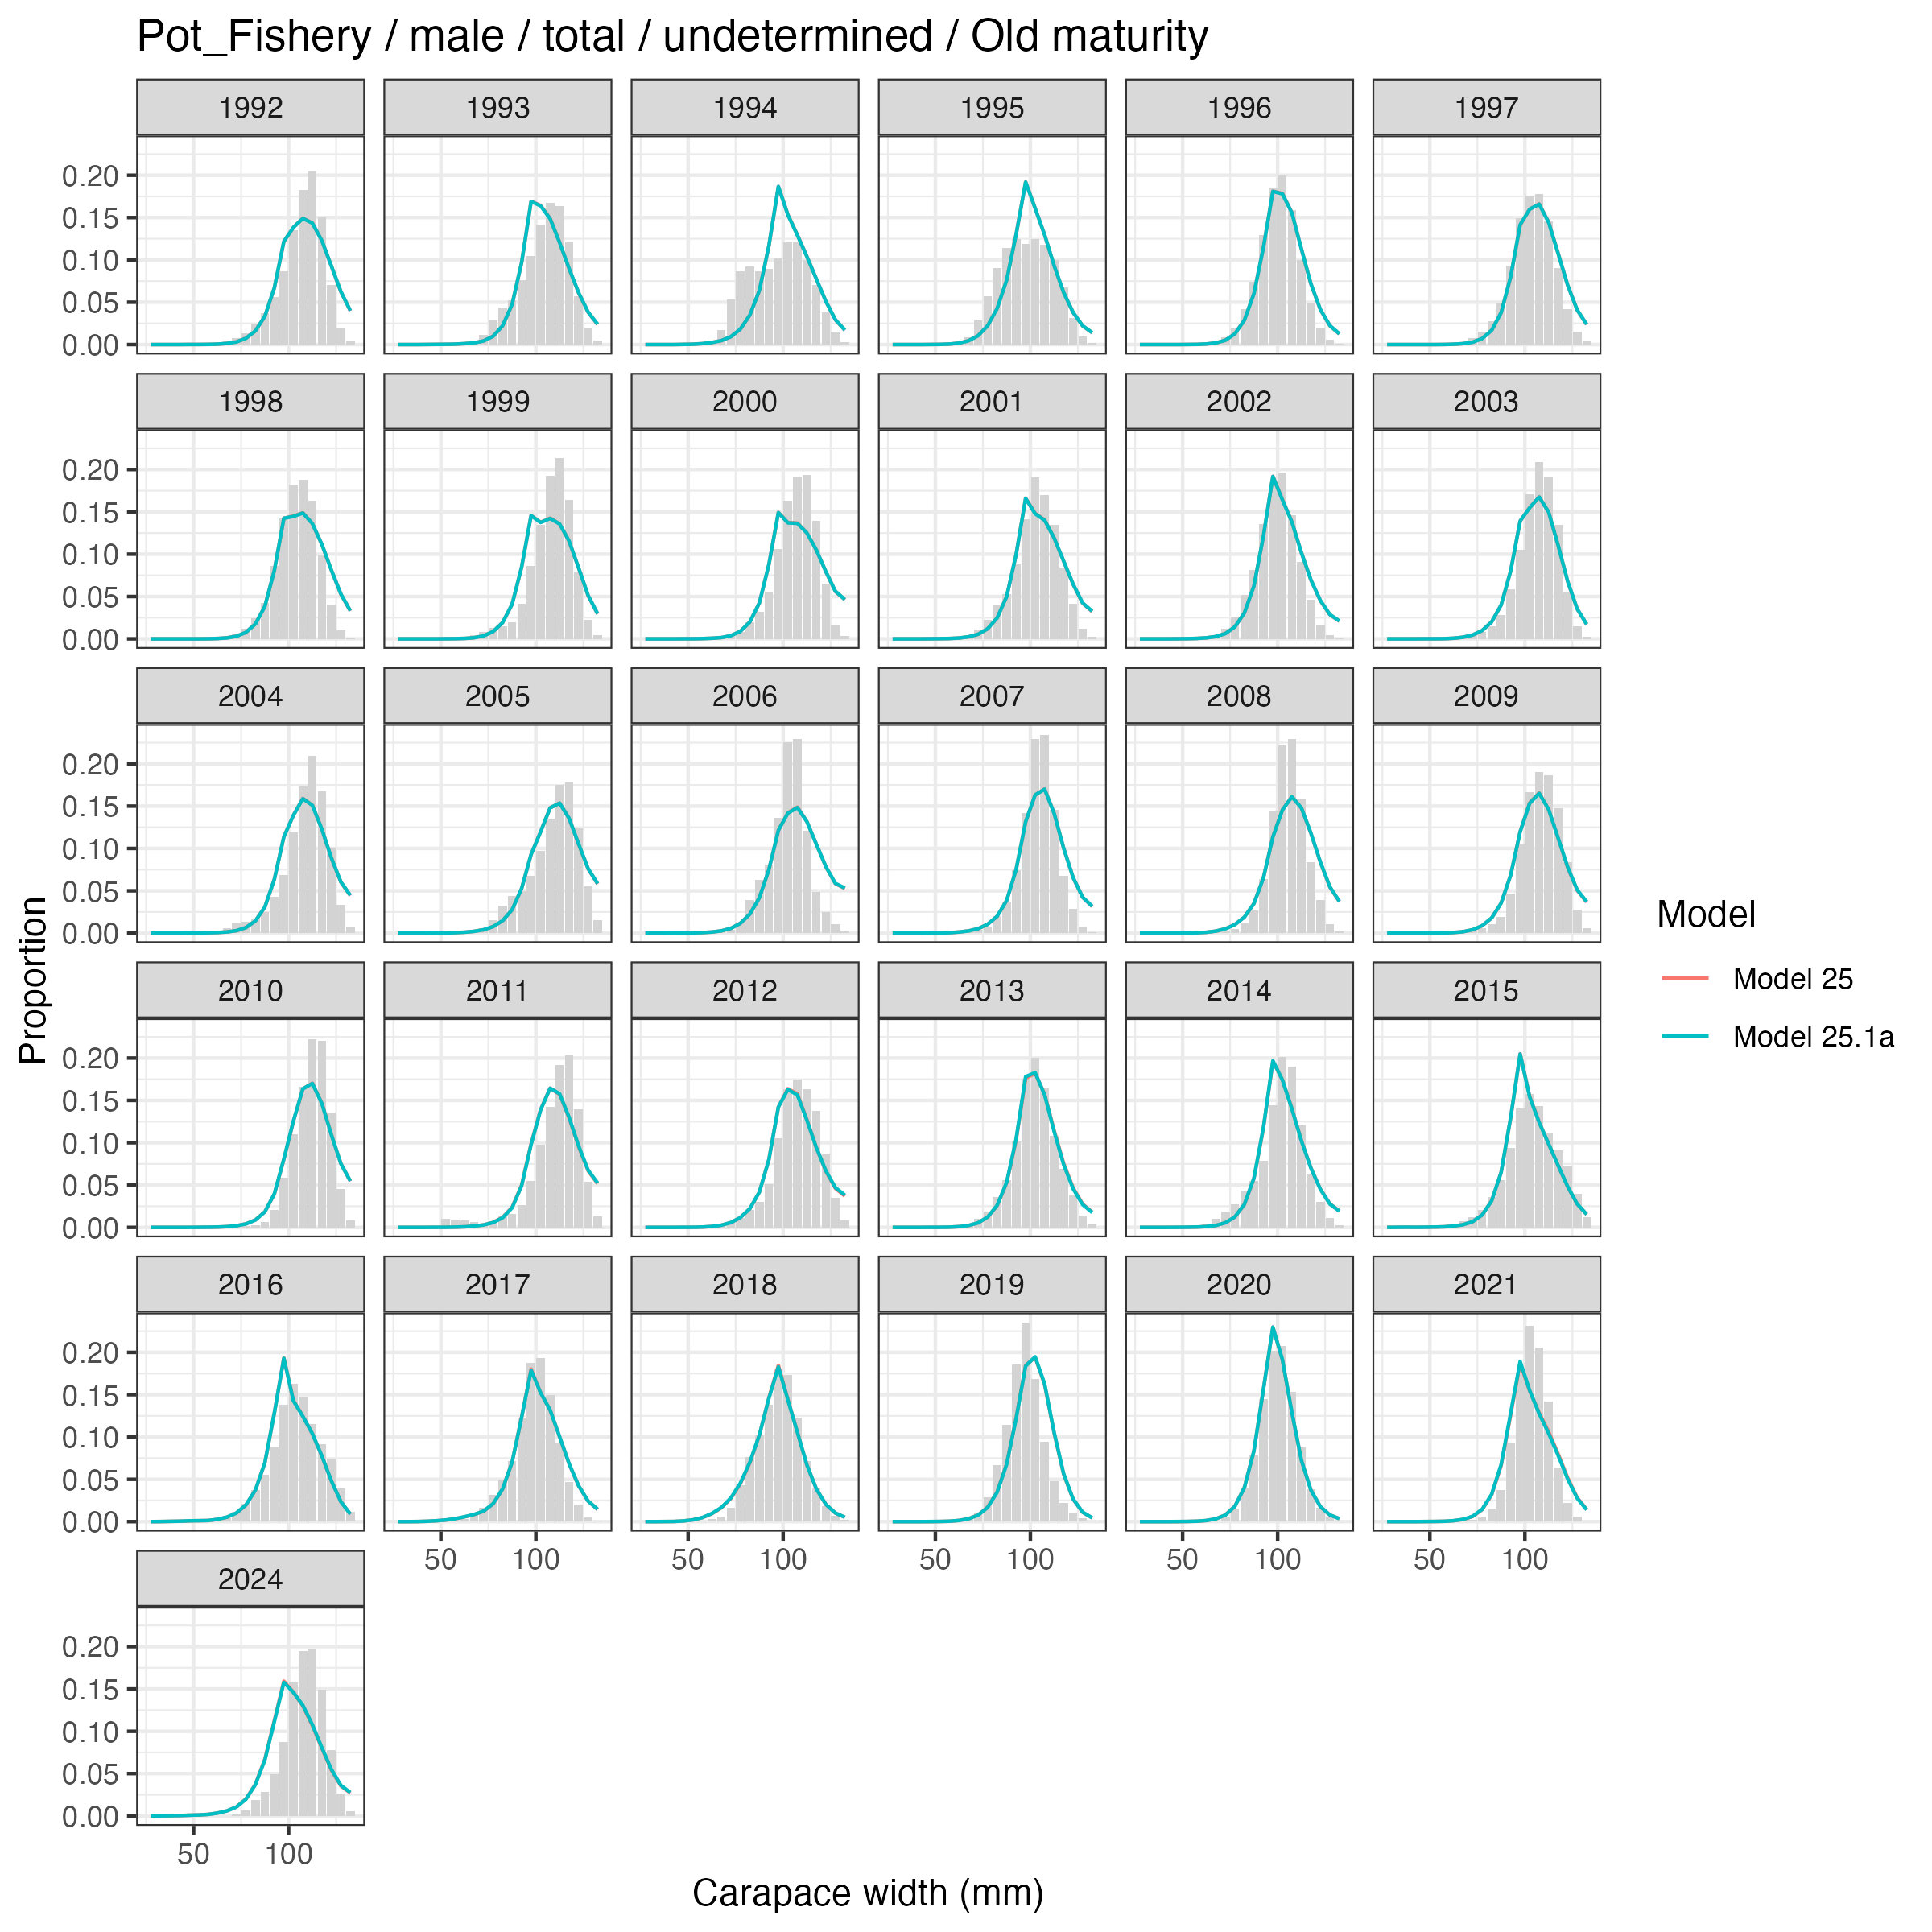 Pot_Fishery / male / total / undetermined / Old maturity
1992 1993 1994 1995 1996 1997
0.20
0.15
0.10
0.05
0.00
1998 1999 2000 2001 2002 2003
0.20
0.15
0.10
0.05
0.00
2004 2005 2006 2007 2008 2009
0.20
0.15
0.10
0.05
0.00
2010 2011 2012 2013 2014 2015
0.20
0.15
0.10
0.05
0.00
2016 2017 2018 2019 2020 2021
0.20
0.15
0.10
0.05
0.00
50 100 50 100 50 100 50 100 50 100
2024
0.20
0.15
0.10
0.05
0.00
50 100
Carapace width (mm)
Proportion
Model
Model 25
Model 25.1a